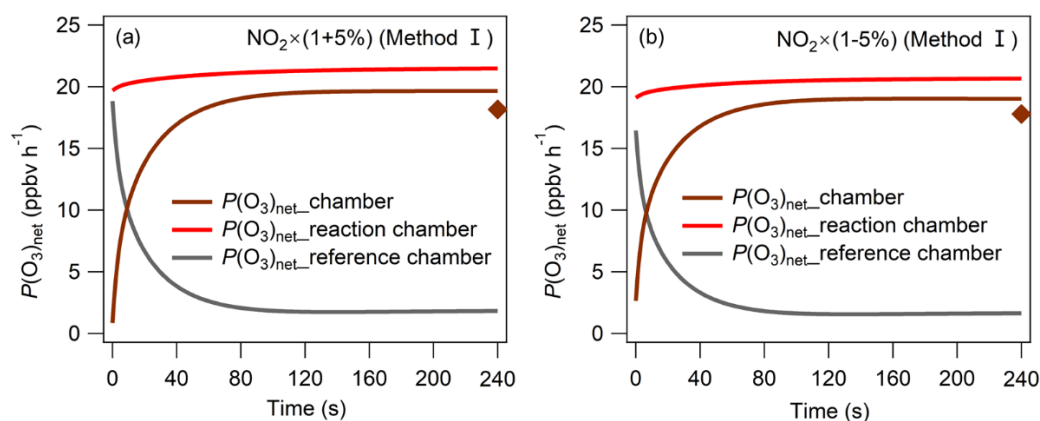 (a) NO₂×(1+5%) (Method Ⅰ)
P(O₃)net (ppbv h⁻¹)
25
20
15
10
5
0
P(O₃)net_chamber
P(O₃)net_reaction chamber
P(O₃)net_reference chamber
0 40 80 120 160 200 240
Time (s)
(b) NO₂×(1-5%) (Method Ⅰ)
P(O₃)net (ppbv h⁻¹)
25
20
15
10
5
0
P(O₃)net_chamber
P(O₃)net_reaction chamber
P(O₃)net_reference chamber
0 40 80 120 160 200 240
Time (s)